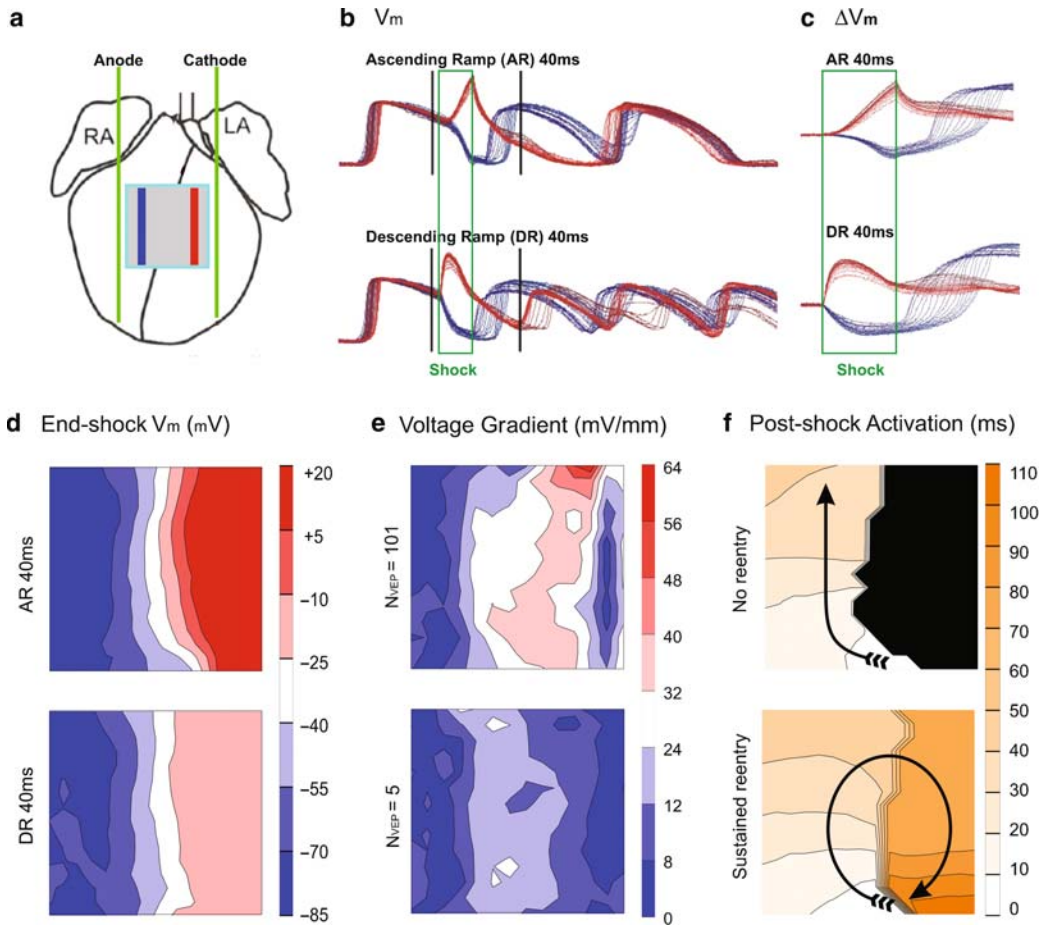 a
Anode
Cathode
RA
LA
b Vm
Ascending Ramp (AR) 40ms
Descending Ramp (DR) 40ms
Shock
c ΔVm
AR 40ms
DR 40ms
Shock
d End-shock Vm (mV)
AR 40ms
DR 40ms
+20
+5
−10
−25
−40
−55
−70
−85
e Voltage Gradient (mV/mm)
NVEP = 101
NVEP = 5
64
56
48
40
32
24
12
8
0
f Post-shock Activation (ms)
No reentry
Sustained reentry
110
100
90
80
70
60
50
40
30
20
10
0